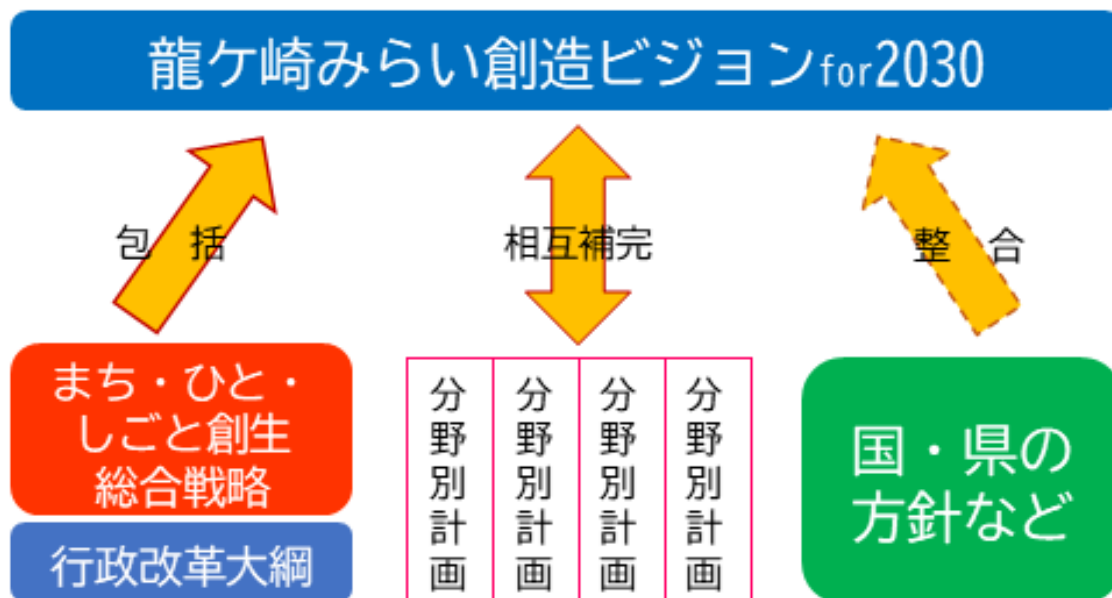 龍ケ崎みらい創造ビジョンfor2030
包　括
相互補完
整　合
まち・ひと・
しごと創生
総合戦略
行政改革大綱
分野別計画
分野別計画
分野別計画
分野別計画
国・県の
方針など